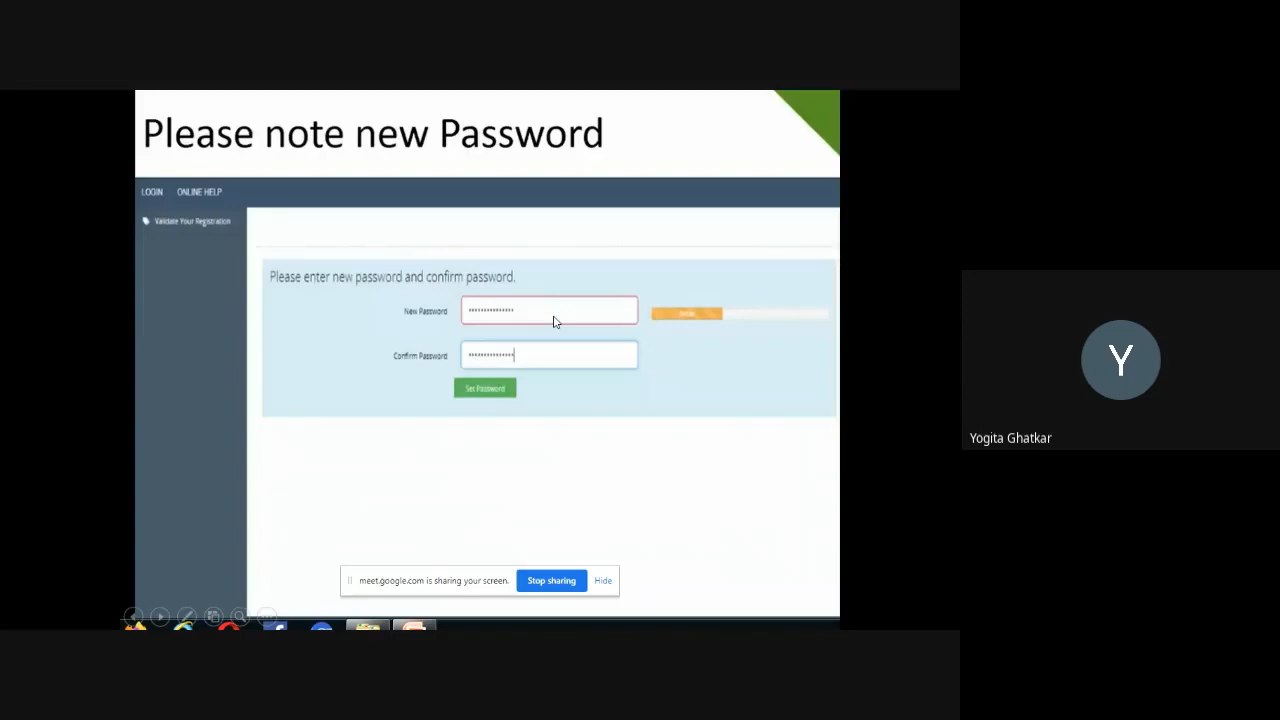 Please note new Password
LOGIN ONLINE HELP
Validate Your Registration
Please enter new password and confirm password.
New Password
Confirm Password
Set Password
meet.google.com is sharing your screen. Stop sharing Hide
Y
Yogita Ghatkar